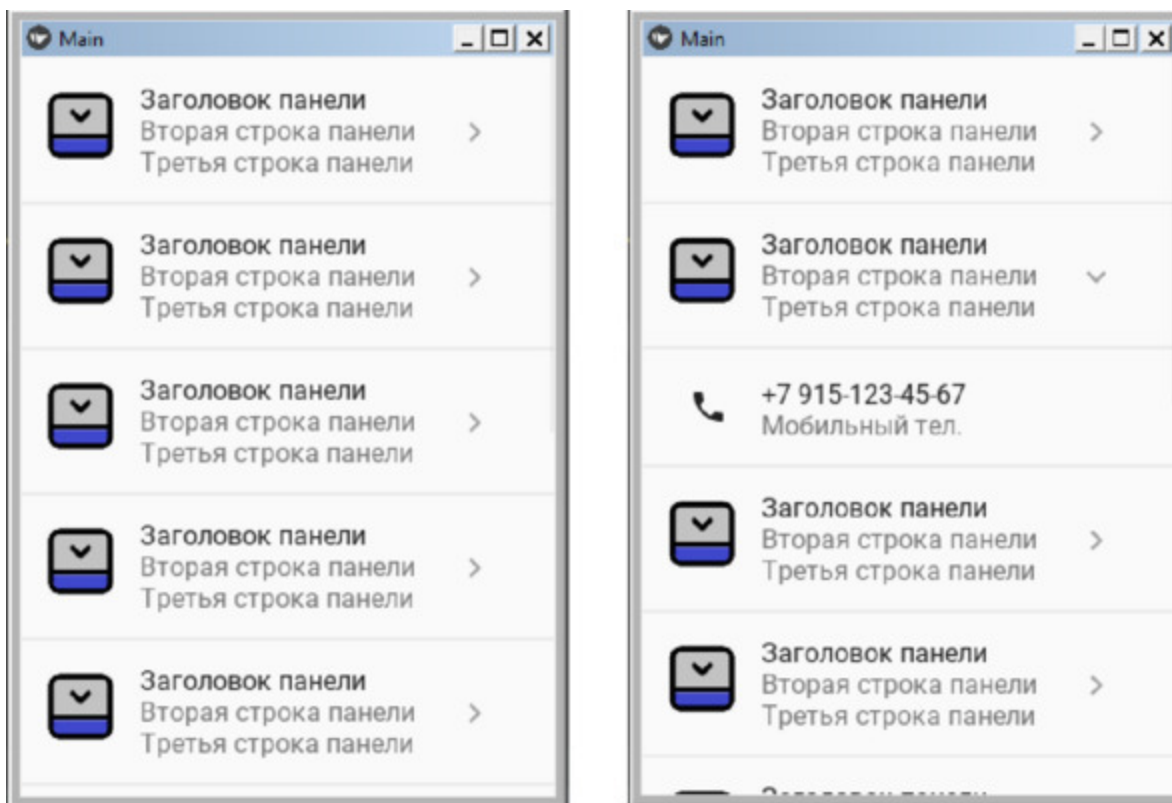 Main
Заголовок панели
Вторая строка панели
Третья строка панели
Заголовок панели
Вторая строка панели
Третья строка панели
Заголовок панели
Вторая строка панели
Третья строка панели
Заголовок панели
Вторая строка панели
Третья строка панели
Заголовок панели
Вторая строка панели
Третья строка панели
Main
Заголовок панели
Вторая строка панели
Третья строка панели
Заголовок панели
Вторая строка панели
Третья строка панели
+7 915-123-45-67
Мобильный тел.
Заголовок панели
Вторая строка панели
Третья строка панели
Заголовок панели
Вторая строка панели
Третья строка панели